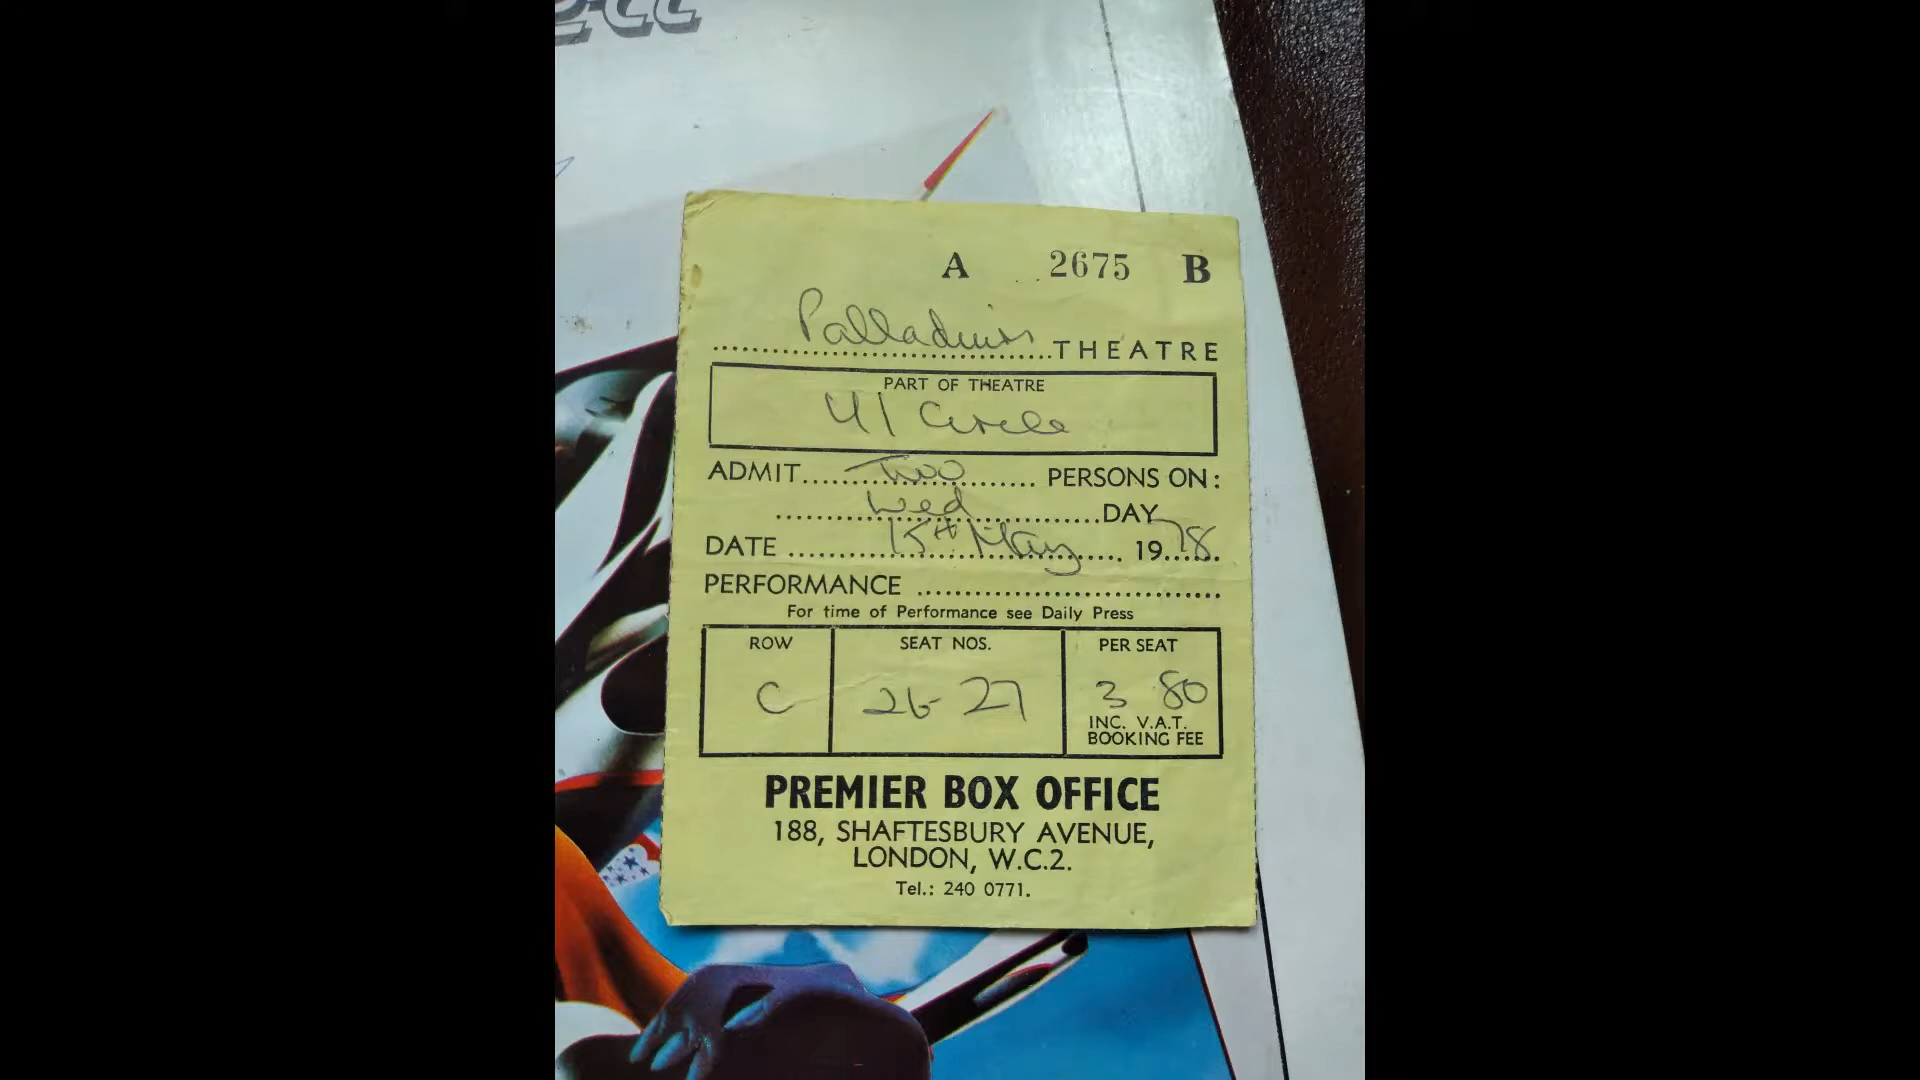 A 2675 B
Palladium THEATRE
PART OF THEATRE
U/ Circle
ADMIT Two PERSONS ON:
Wed DAY
DATE 15th May 1978
PERFORMANCE
For time of Performance see Daily Press
ROW SEAT NOS. PER SEAT
C 26-27 3 80
INC. V.A.T.
BOOKING FEE
PREMIER BOX OFFICE
188, SHAFTESBURY AVENUE,
LONDON, W.C.2.
Tel.: 240 0771.